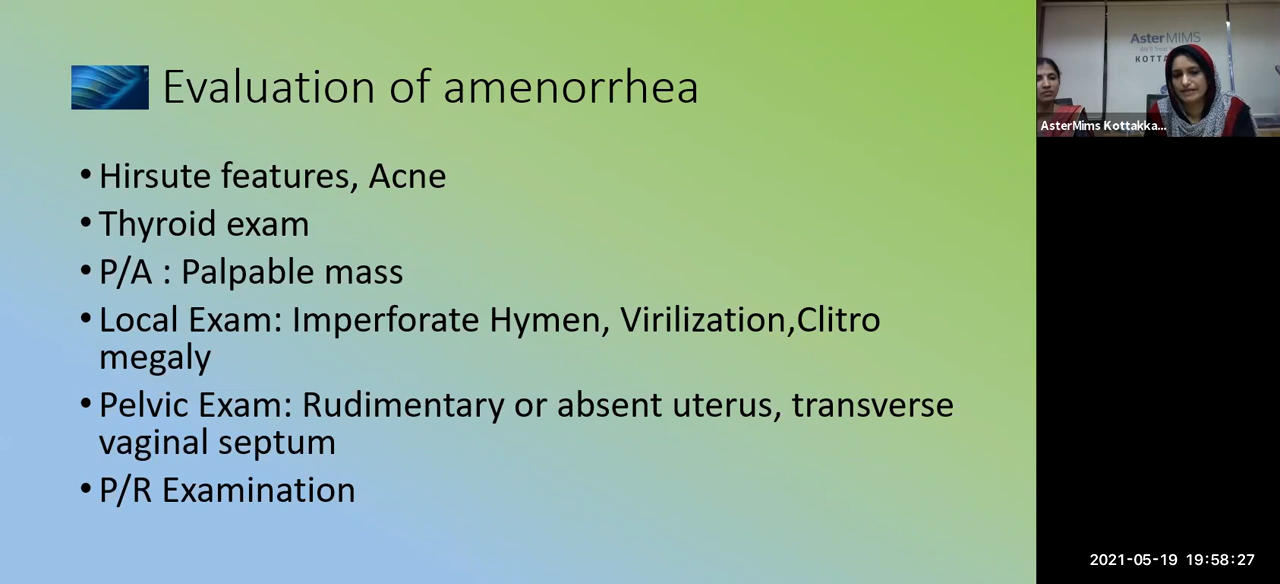 Evaluation of amenorrhea
• Hirsute features, Acne
• Thyroid exam
• P/A : Palpable mass
• Local Exam: Imperforate Hymen, Virilization,Clitro
megaly
• Pelvic Exam: Rudimentary or absent uterus, transverse
vaginal septum
• P/R Examination
AsterMIMS
KOTTA
AsterMims Kottakka...
2021-05-19 19:58:27